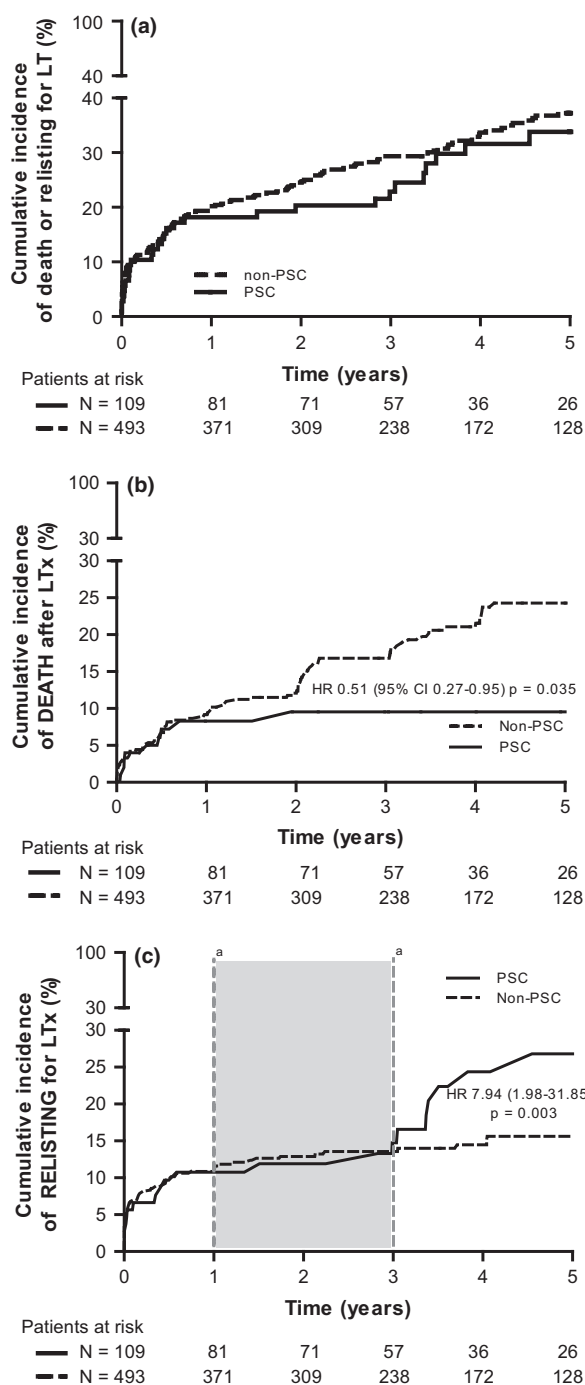 (a)
Cumulative incidence
of death or relisting for LT (%)
100
40
40
30
20
10
0
non-PSC
PSC
0 1 2 3 4 5
Time (years)
Patients at risk
N = 109 81 71 57 36 26
N = 493 371 309 238 172 128
(b)
Cumulative incidence
of DEATH after LTx (%)
100
30
30
25
20
15
10
5
0
HR 0.51 (95% CI 0.27-0.95) p = 0.035
Non-PSC
PSC
0 1 2 3 4 5
Time (years)
Patients at risk
N = 109 81 71 57 36 26
N = 493 371 309 238 172 128
(c)
Cumulative incidence
of RELISTING for LTx (%)
100
30
30
25
20
15
10
5
0
a a
PSC
Non-PSC
HR 7.94 (1.98-31.85
p = 0.003
0 1 2 3 4 5
Time (years)
Patients at risk
N = 109 81 71 57 36 26
N = 493 371 309 238 172 128